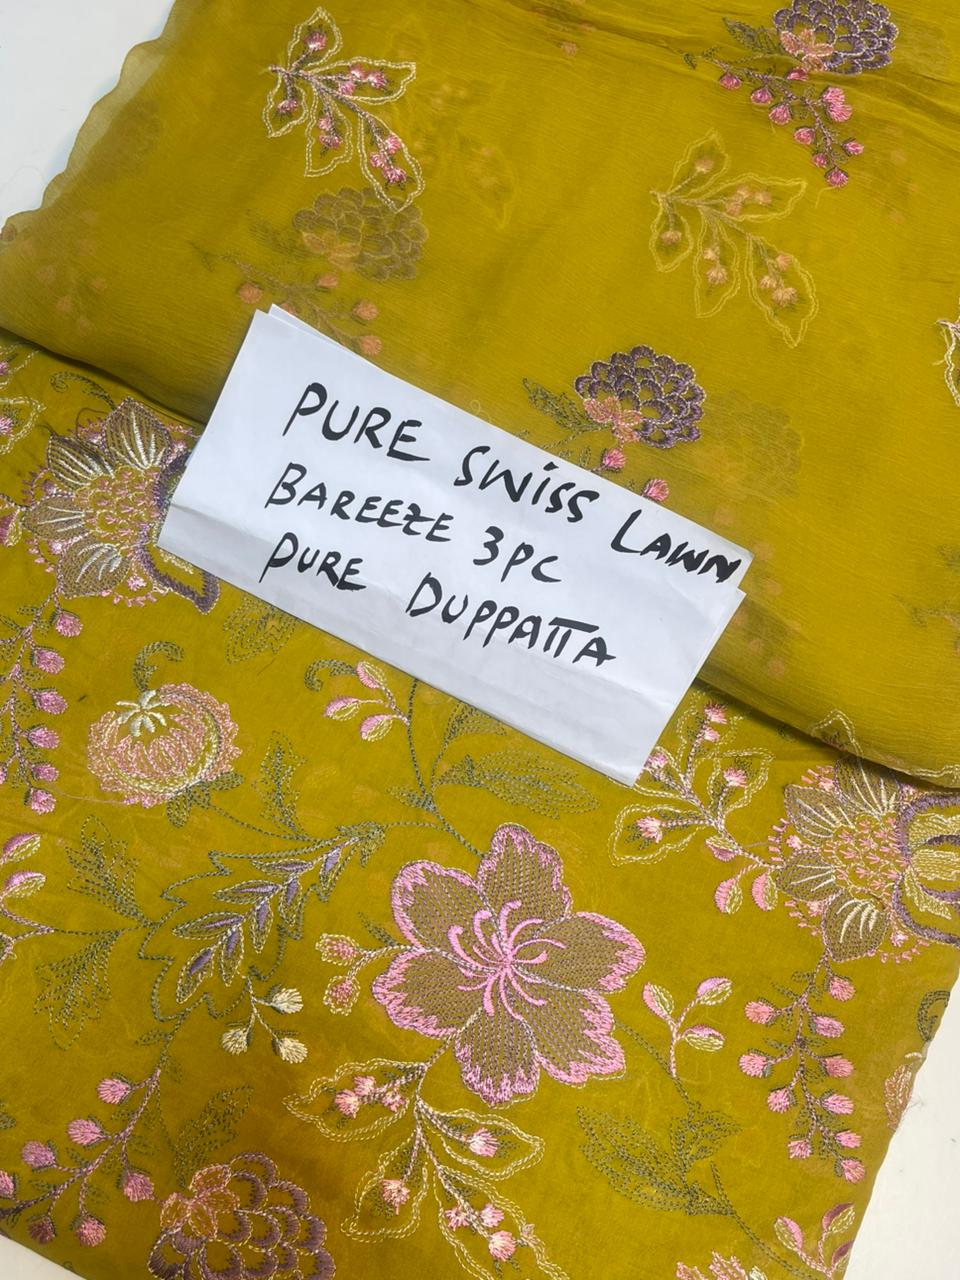 PURE SWISS LAWN
BAREEZE 3PC
PURE DUPPATTA